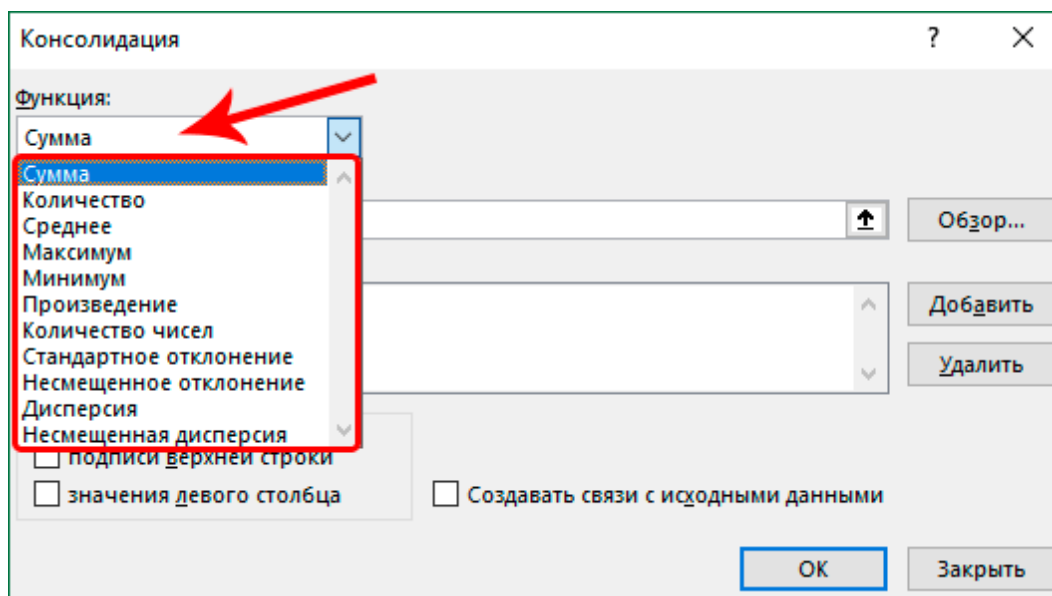 Консолидация
?
Функция:
Сумма
Сумма
Количество
Среднее
Максимум
Минимум
Произведение
Количество чисел
Стандартное отклонение
Несмещенное отклонение
Дисперсия
Несмещенная дисперсия
Обзор...
Добавить
Удалить
подписи верхней строки
значения левого столбца
Создавать связи с исходными данными
ОК
Закрыть